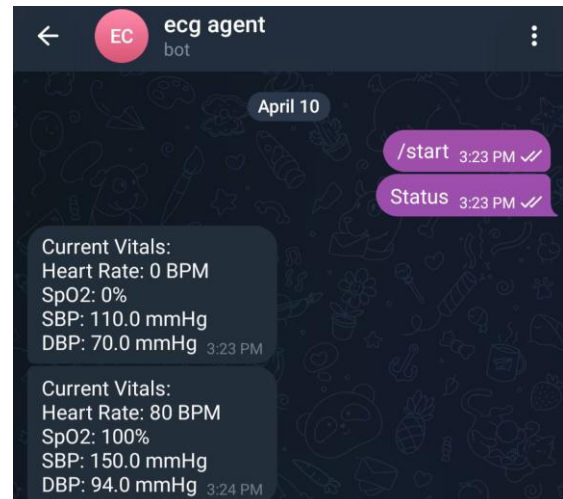 EC
ecg agent
bot
April 10
/start 3:23 PM
Status 3:23 PM
Current Vitals:
Heart Rate: 0 BPM
SpO2: 0%
SBP: 110.0 mmHg
DBP: 70.0 mmHg 3:23 PM
Current Vitals:
Heart Rate: 80 BPM
SpO2: 100%
SBP: 150.0 mmHg
DBP: 94.0 mmHg 3:24 PM